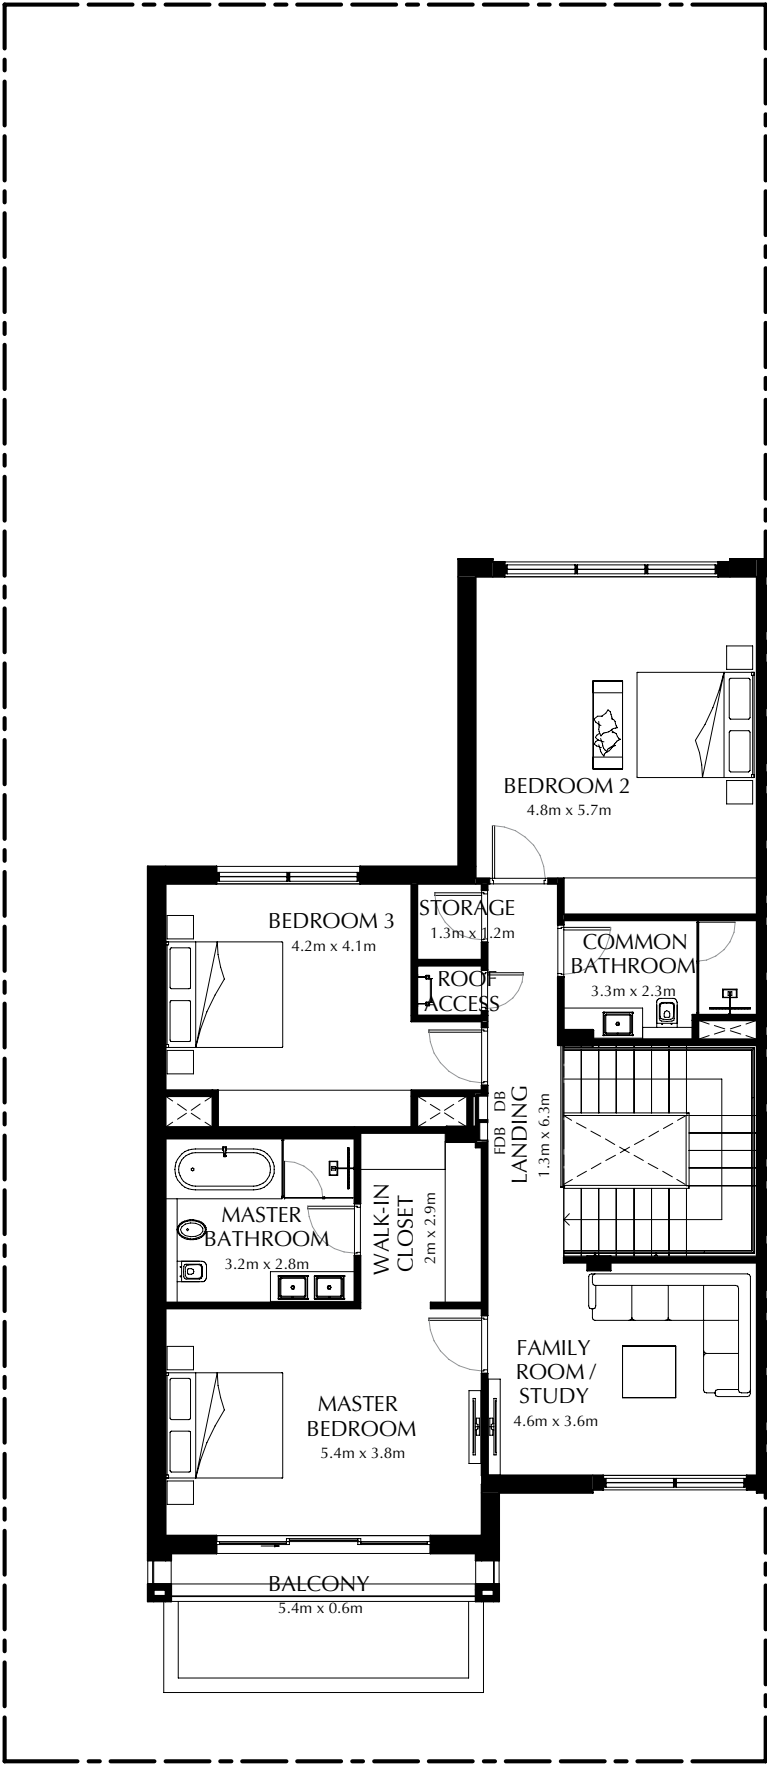 BEDROOM 2
4.8m x 5.7m
BEDROOM 3
4.2m x 4.1m
STORAGE
1.3m x 1.2m
ROOF
ACCESS
COMMON
BATHROOM
3.3m x 2.3m
FDB DB
LANDING
1.3m x 6.3m
MASTER
BATHROOM
3.2m x 2.8m
WALK-IN
CLOSET
2m x 2.9m
FAMILY
ROOM /
STUDY
4.6m x 3.6m
MASTER
BEDROOM
5.4m x 3.8m
BALCONY
5.4m x 0.6m